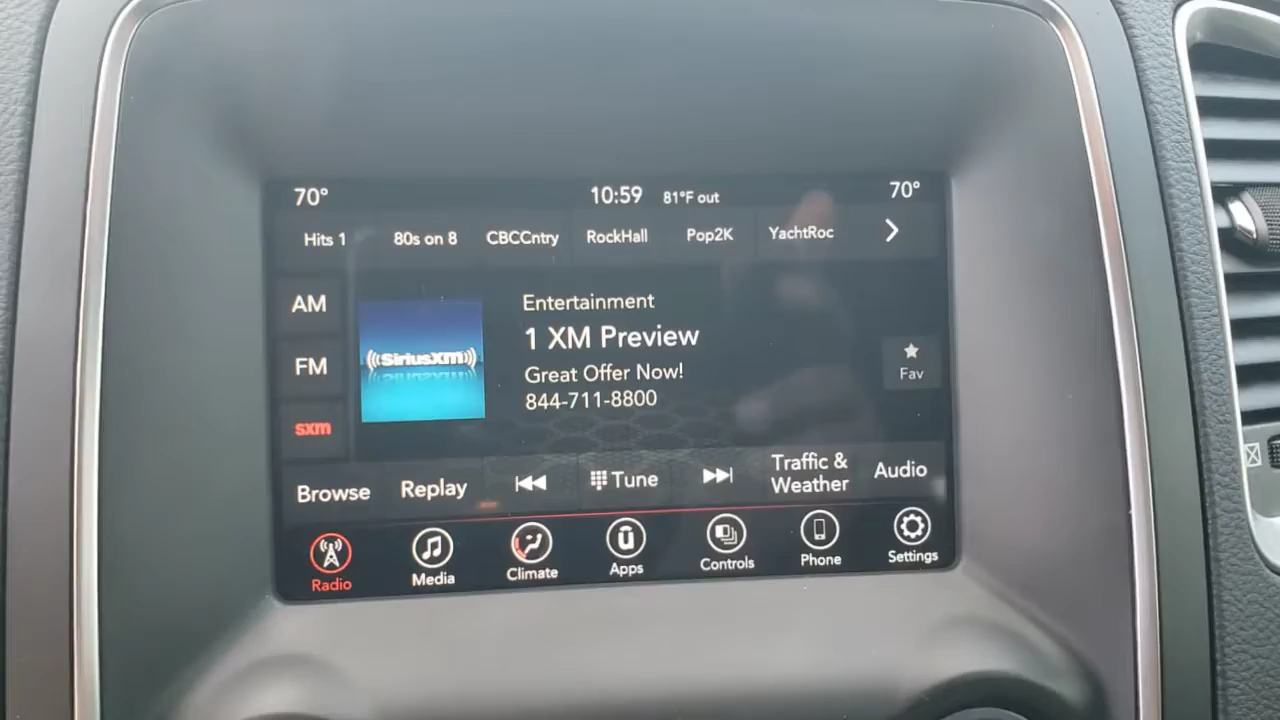 70° 10:59 81°F out 70°
Hits 1 80s on 8 CBCCntry RockHall Pop2K YachtRoc
AM
FM
sxm
((SiriusXM))
Entertainment
1 XM Preview
Great Offer Now!
844-711-8800
Fav
Browse Replay Tune Traffic & Weather Audio
Radio Media Climate Apps Controls Phone Settings